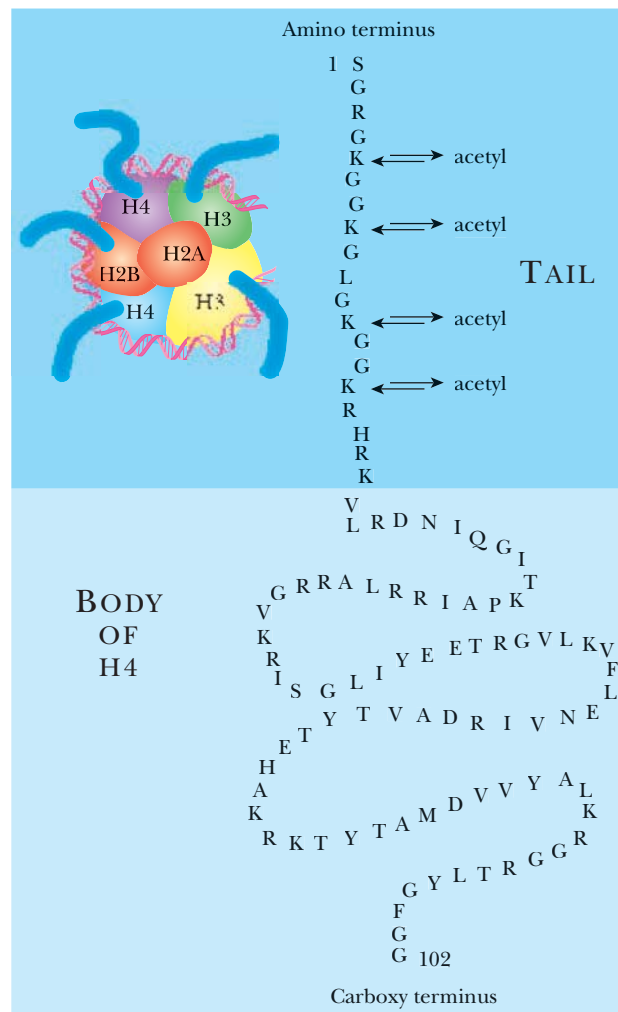 Amino terminus
1 S
G
R
G
K acetyl
G
G
K acetyl
G
L
G
K acetyl
G
G
K acetyl
R
H
R
K
TAIL
H4
H3
H2A
H2B
H4
H3
BODY
OF
H4
V
L R D N I Q G I T
G R R A L R R I A P K
V K R I S G L I Y E E T R G V L K V F L
E T Y T V A D R I V N E
H A K R K T Y T A M D V V Y A L K
G Y L T R G G R
F
G
G 102
Carboxy terminus